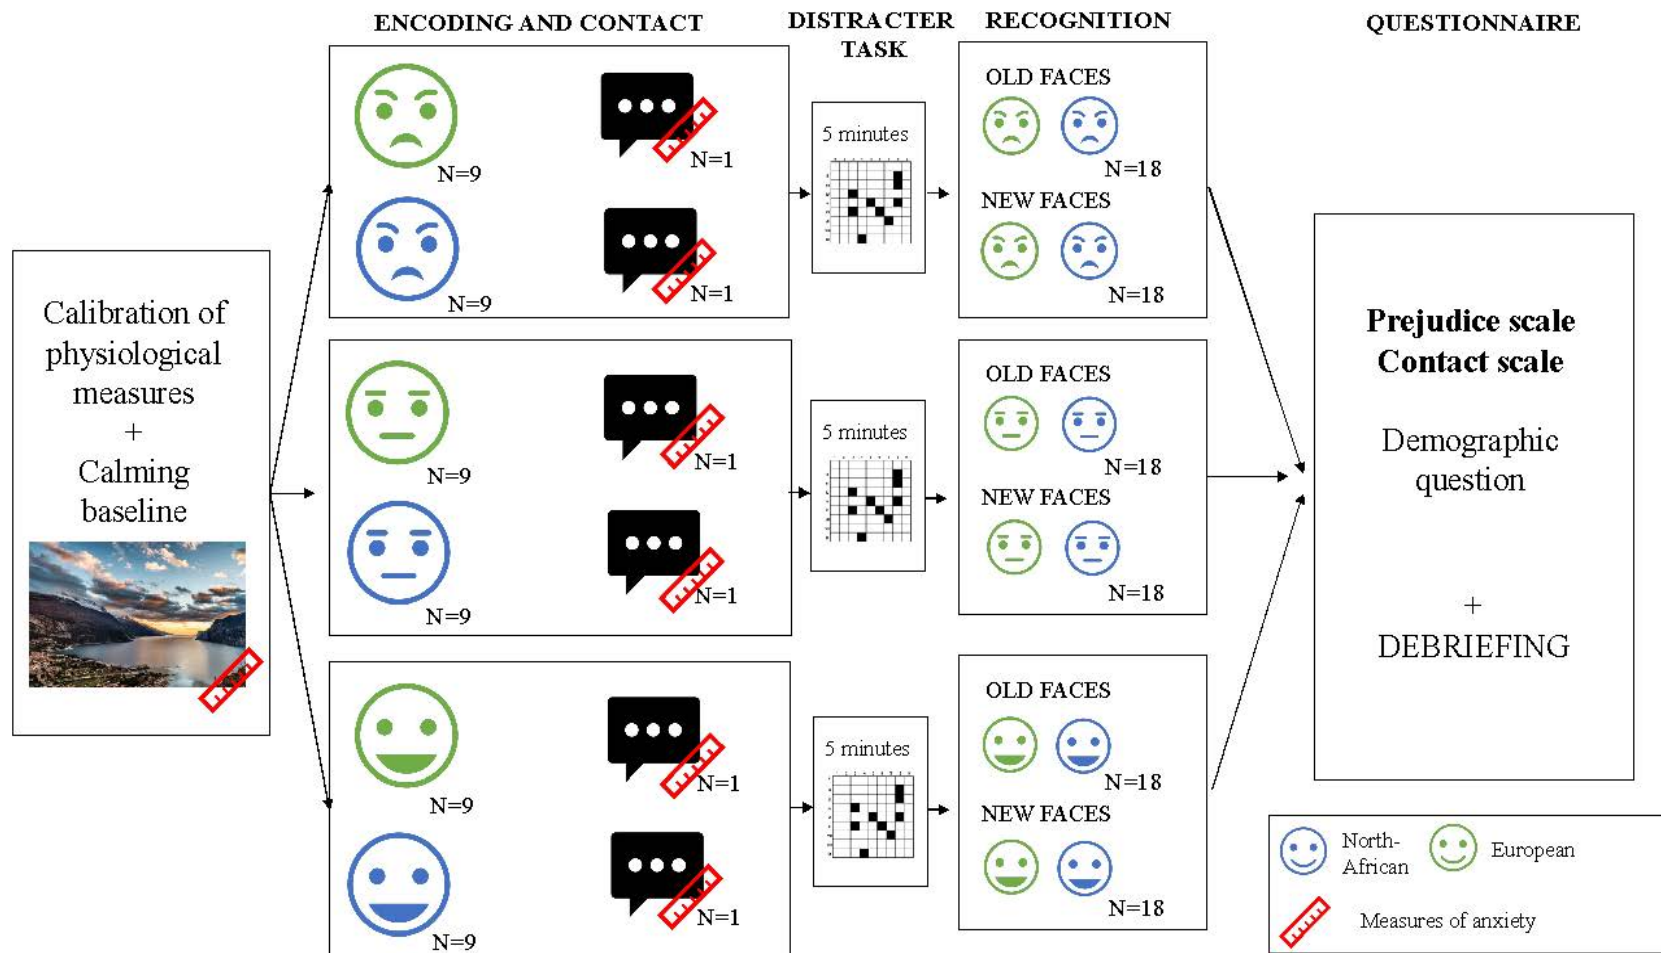 ENCODING AND CONTACT
DISTRACTER
TASK
RECOGNITION
QUESTIONNAIRE
Calibration of
physiological
measures
+
Calming
baseline
N=9
N=1
N=9
N=1
5 minutes
OLD FACES
N=18
NEW FACES
N=18
N=9
N=1
N=9
N=1
5 minutes
OLD FACES
N=18
NEW FACES
N=18
N=9
N=1
N=9
N=1
5 minutes
OLD FACES
N=18
NEW FACES
N=18
Prejudice scale
Contact scale
Demographic
question
+
DEBRIEFING
North-
African
European
Measures of anxiety